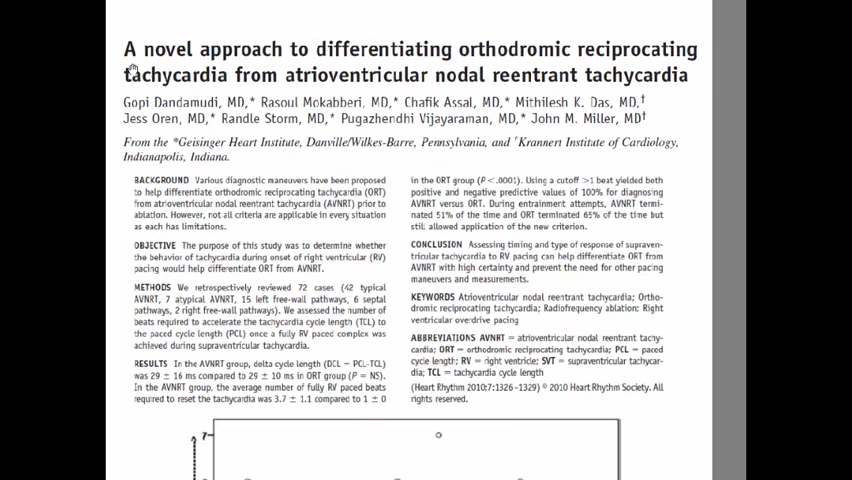 A novel approach to differentiating orthodromic reciprocating
tachycardia from atrioventricular nodal reentrant tachycardia
Gopi Dandamudi, MD,* Rasoul Mokabberi, MD,* Chafik Assal, MD,* Mithilesh K. Das, MD,†
Jess Oren, MD,* Randle Storm, MD,* Pugazhendhi Vijayaraman, MD,* John M. Miller, MD†
From the *Geisinger Heart Institute, Danville/Wilkes-Barre, Pennsylvania, and †Krannert Institute of Cardiology,
Indianapolis, Indiana.
BACKGROUND Various diagnostic maneuvers have been proposed
to help differentiate orthodromic reciprocating tachycardia (ORT)
from atrioventricular nodal reentrant tachycardia (AVNRT) prior to
ablation. However, not all criteria are applicable in every situation
as each has limitations.
OBJECTIVE The purpose of this study was to determine whether
the behavior of tachycardia during onset of right ventricular (RV)
pacing would help differentiate ORT from AVNRT.
METHODS We retrospectively reviewed 72 cases (42 typical
AVNRT, 7 atypical AVNRT, 15 left free-wall pathways, 6 septal
pathways, 2 right free-wall pathways). We assessed the number of
beats required to accelerate the tachycardia cycle length (TCL) to
the paced cycle length (PCL) once a fully RV paced complex was
achieved during supraventricular tachycardia.
RESULTS In the AVNRT group, delta cycle length (DCL = PCL-TCL)
was 29 ± 16 ms compared to 29 ± 10 ms in ORT group (P = NS).
In the AVNRT group, the average number of fully RV paced beats
required to reset the tachycardia was 3.7 ± 1.1 compared to 1 ± 0
in the ORT group (P <.0001). Using a cutoff >1 beat yielded both
positive and negative predictive values of 100% for diagnosing
AVNRT versus ORT. During entrainment attempts, AVNRT termi-
nated 51% of the time and ORT terminated 65% of the time but
still allowed application of the new criterion.
CONCLUSION Assessing timing and type of response of supraven-
tricular tachycardia to RV pacing can help differentiate ORT from
AVNRT with high certainty and prevent the need for other pacing
maneuvers and measurements.
KEYWORDS Atrioventricular nodal reentrant tachycardia; Ortho-
dromic reciprocating tachycardia; Radiofrequency ablation; Right
ventricular overdrive pacing
ABBREVIATIONS AVNRT = atrioventricular nodal reentrant tachy-
cardia; ORT = orthodromic reciprocating tachycardia; PCL = paced
cycle length; RV = right ventricle; SVT = supraventricular tachycar-
dia; TCL = tachycardia cycle length
(Heart Rhythm 2010;7:1326–1329) © 2010 Heart Rhythm Society. All
rights reserved.
7